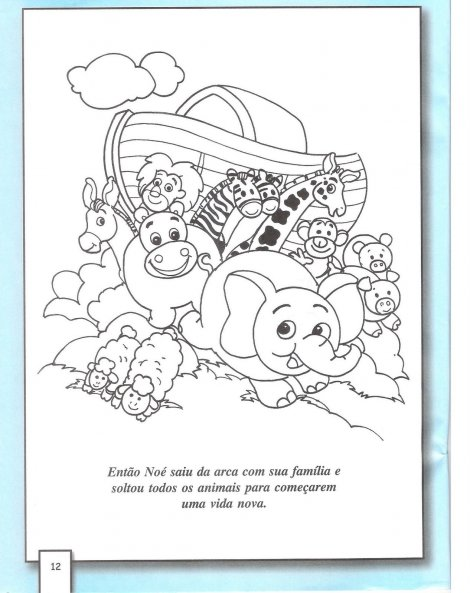 Então Noé saiu da arca com sua família e
soltou todos os animais para começarem
uma vida nova.
12